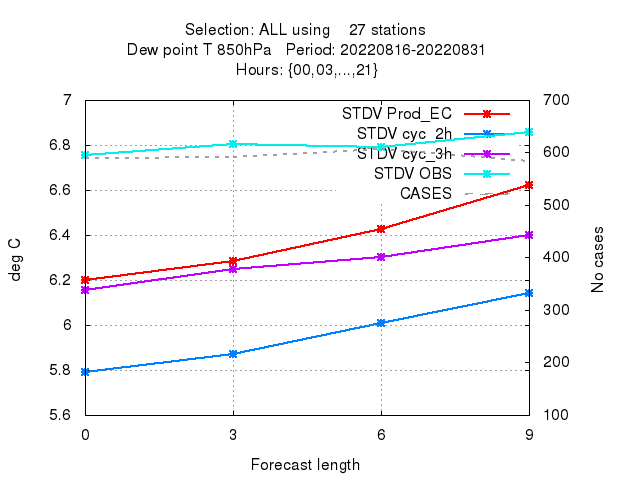 Selection: ALL using 27 stations
Dew point T 850hPa Period: 20220816-20220831
Hours: {00,03,...,21}
7 700
STDV Prod_EC
STDV cyc_2h
6.8 600
STDV cyc_3h
STDV OBS
6.6 500
CASES
6.4 400
deg C
No cases
6.2 300
6 200
5.8
5.6 100
0 3 6 9
Forecast length